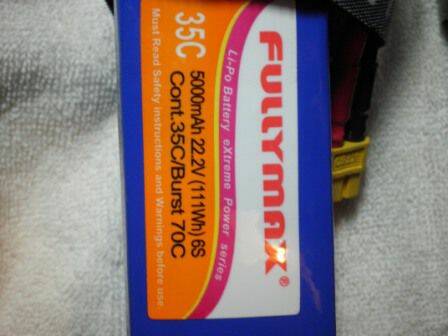 FULLYMAX®
Li-Po Battery eXtreme Power series
35C
5000mAh 22.2V (111Wh) 6S
Cont.35C/Burst 70C
Must Read Safety instructions and Warnings before use